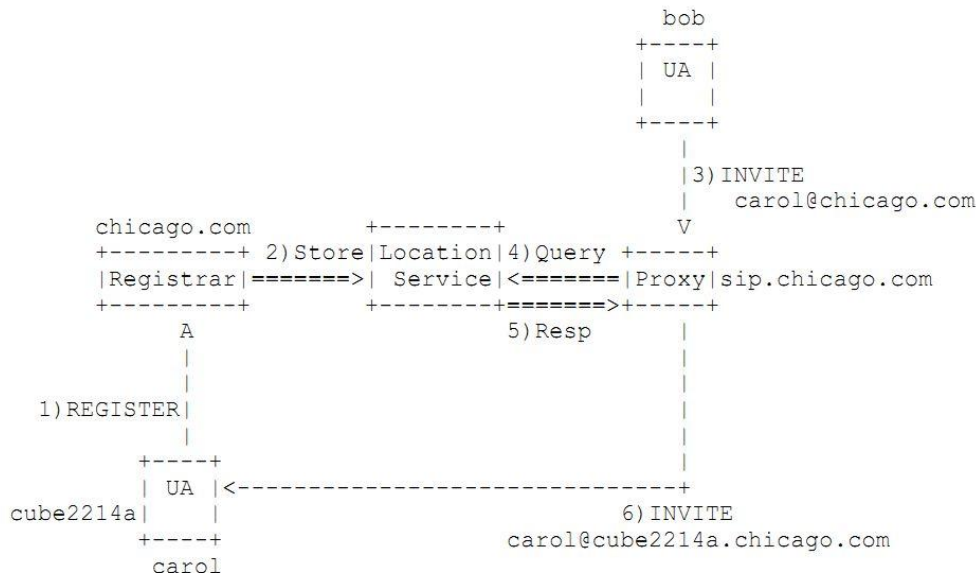 bob
                                               +----+
                                               | UA |
                                               |    |
                                               +----+
                                                  |
                                                  |3)INVITE
                                                  |   carol@chicago.com
      chicago.com        +--------+               V
      +---------+ 2)Store|Location|4)Query +-----+
      |Registrar|=======>| Service|<=======|Proxy|sip.chicago.com
      +---------+        +--------+=======>+-----+
            A                      5)Resp      |
            |                                  |
            |                                  |
  1)REGISTER|                                  |
            |                                  |
         +----+                                |
         | UA |<-------------------------------+
cube2214a|    |                            6)INVITE
         +----+                    carol@cube2214a.chicago.com
          carol